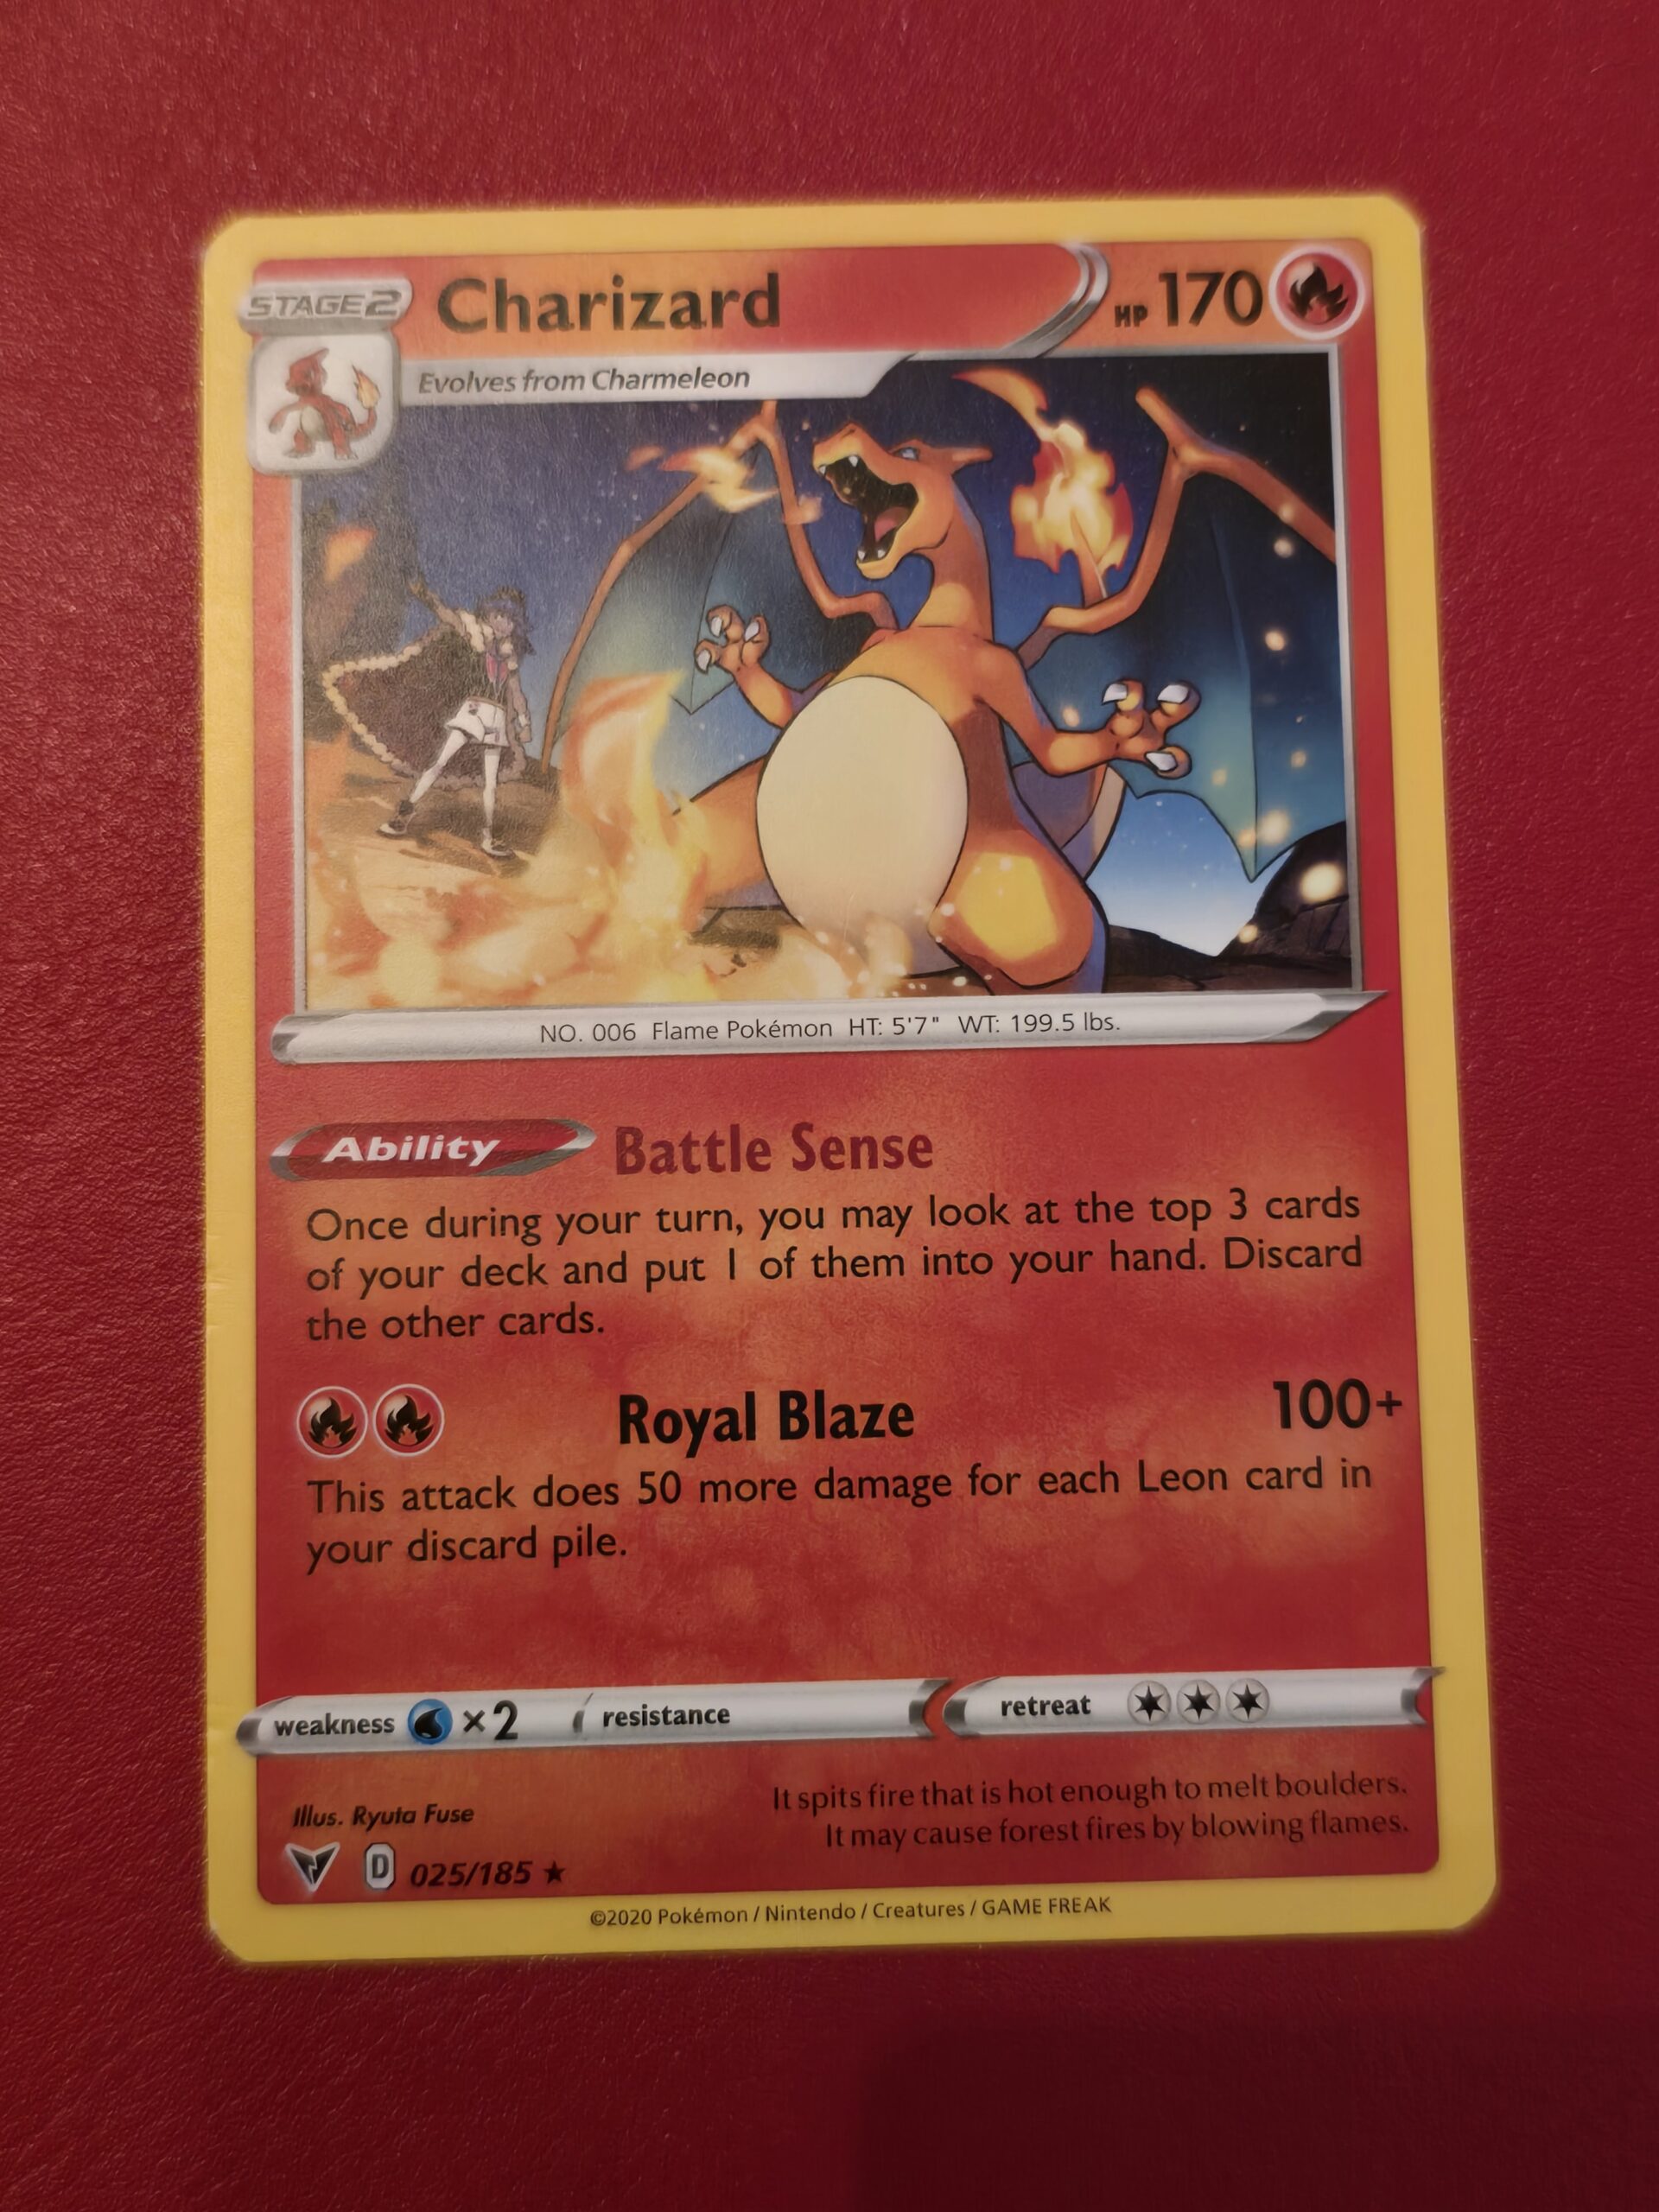 STAGE2 Charizard HP 170
Evolves from Charmeleon
NO. 006 Flame Pokémon HT: 5'7" WT: 199.5 lbs.
Ability Battle Sense
Once during your turn, you may look at the top 3 cards
of your deck and put 1 of them into your hand. Discard
the other cards.
Royal Blaze 100+
This attack does 50 more damage for each Leon card in
your discard pile.
weakness ×2 resistance retreat
It spits fire that is hot enough to melt boulders.
It may cause forest fires by blowing flames.
Illus. Ryuta Fuse
D 025/185 ★
©2020 Pokémon / Nintendo / Creatures / GAME FREAK